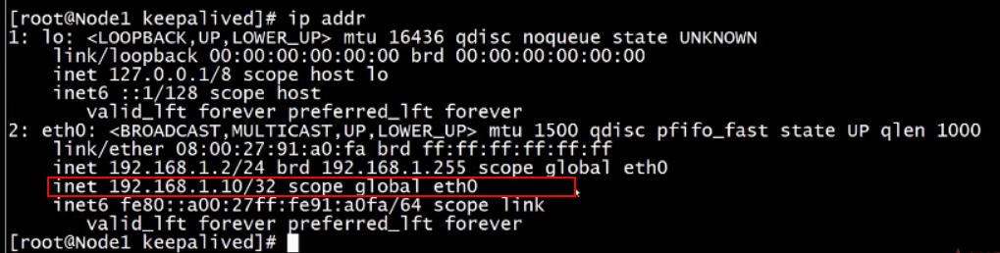 [root@Node1 keepalived]# ip addr
1: lo: <LOOPBACK,UP,LOWER_UP> mtu 16436 qdisc noqueue state UNKNOWN
    link/loopback 00:00:00:00:00:00 brd 00:00:00:00:00:00
    inet 127.0.0.1/8 scope host lo
    inet6 ::1/128 scope host
       valid_lft forever preferred_lft forever
2: eth0: <BROADCAST,MULTICAST,UP,LOWER_UP> mtu 1500 qdisc pfifo_fast state UP qlen 1000
    link/ether 08:00:27:91:a0:fa brd ff:ff:ff:ff:ff:ff
    inet 192.168.1.2/24 brd 192.168.1.255 scope global eth0
    inet 192.168.1.10/32 scope global eth0
    inet6 fe80::a00:27ff:fe91:a0fa/64 scope link
       valid_lft forever preferred_lft forever
[root@Node1 keepalived]#